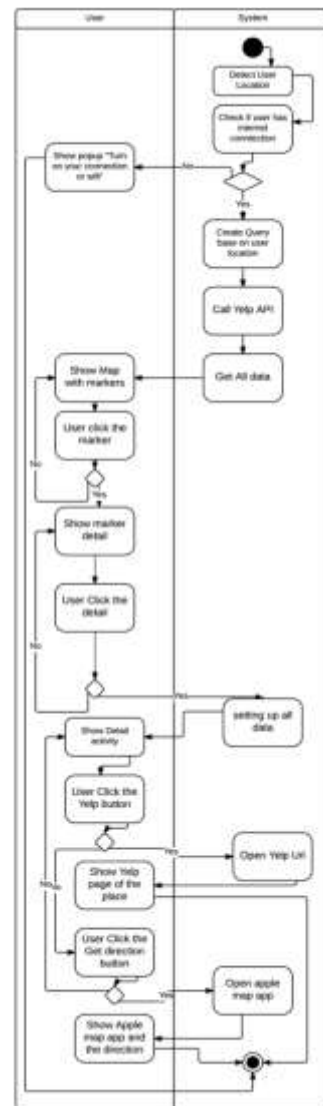 User
System
Detect User
Location
Check if user has
internet
connection
Show popup "Turn
on your connection
or wifi"
No
Yes
Create Query
base on user
location
Call Yelp API
Get All data
Show Map
with markers
User click the
marker
No
Yes
Show marker
detail
User Click the
detail
No
Yes
setting up all
data
Show Detail
activity
User Click the
Yelp button
Yes
Open Yelp Url
No
No
Show Yelp
page of the
place
User Click the
Get direction
button
Yes
Open apple
map app
Show Apple
map app and
the direction